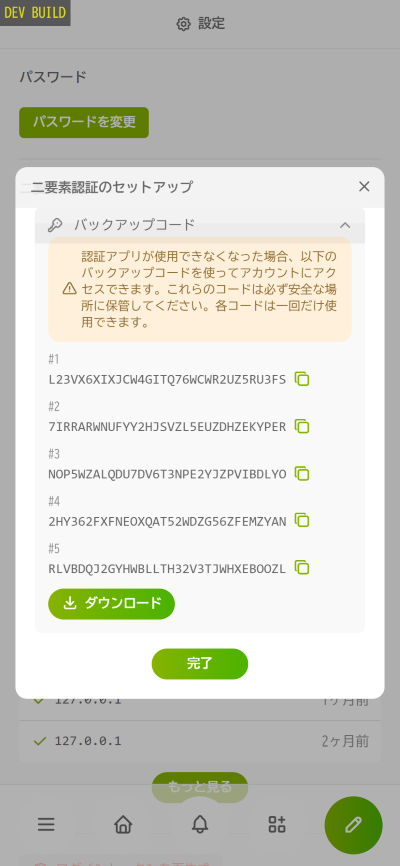 DEV BUILD
設定
パスワード
パスワードを変更
二要素認証のセットアップ
バックアップコード
認証アプリが使用できなくなった場合、以下の
バックアップコードを使ってアカウントにアク
セスできます。これらのコードは必ず安全な場
所に保管してください。各コードは一回だけ使
用できます。
#1
L23VX6XIXJCW4GITQ76WCWR2UZ5RU3FS
#2
7IRRARWNUFYY2HJSVZL5EUZDHZEKYPER
#3
NOP5WZALQDU7DV6T3NPE2YJZPVIBDLYO
#4
2HY362FXFNEOXQAT52WDZG56ZFEMZYAN
#5
RLVBDQJ2GYHWBLLTH32V3TJWHXEBOOZL
ダウンロード
完了
127.0.0.1 1ヶ月前
127.0.0.1 2ヶ月前
もっと見る